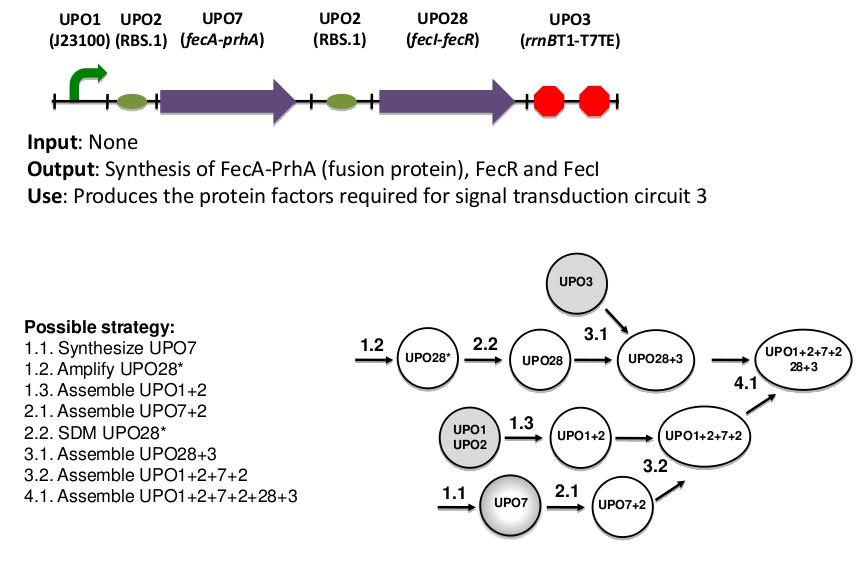 UPO1 UPO2 UPO7 UPO2 UPO28 UPO3
(J23100) (RBS.1) (fecA-prhA) (RBS.1) (fecI-fecR) (rrnBT1-T7TE)
Input: None
Output: Synthesis of FecA-PrhA (fusion protein), FecR and FecI
Use: Produces the protein factors required for signal transduction circuit 3
Possible strategy:
1.1. Synthesize UPO7
1.2. Amplify UPO28*
1.3. Assemble UPO1+2
2.1. Assemble UPO7+2
2.2. SDM UPO28*
3.1. Assemble UPO28+3
3.2. Assemble UPO1+2+7+2
4.1. Assemble UPO1+2+7+2+28+3
UPO3
1.2 UPO28* 2.2 UPO28 3.1 UPO28+3
UPO1+2+7+2
28+3
4.1
UPO1
UPO2
1.3 UPO1+2 UPO1+2+7+2
3.2
1.1 UPO7 2.1 UPO7+2